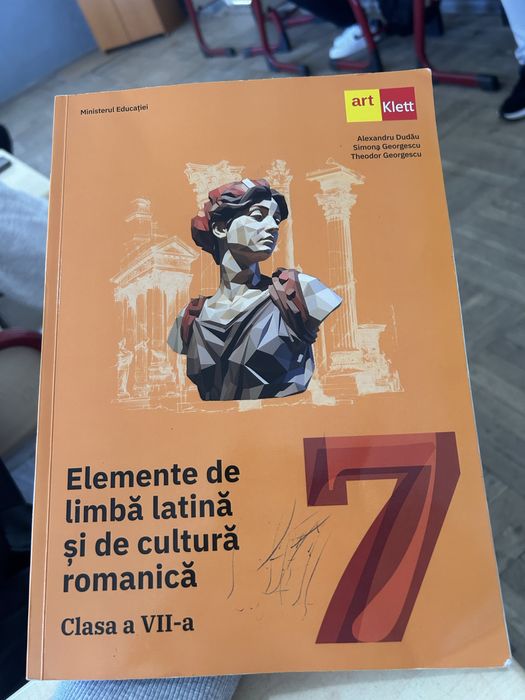 Ministerul Educației
art Klett
Alexandru Dudău
Simona Georgescu
Theodor Georgescu
Elemente de
limbă latină
și de cultură
romanică
Clasa a VII-a
7